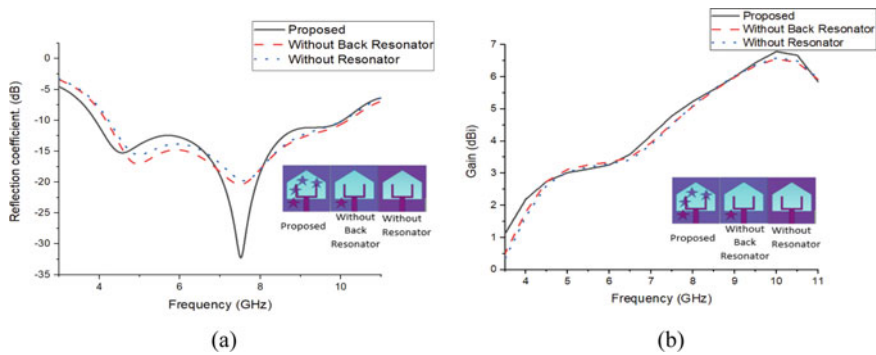 Proposed
Without Back Resonator
Without Resonator
0
-5
-10
-15
-20
-25
-30
-35
Reflection coefficient. (dB)
4
6
8
10
Frequency (GHz)
Proposed
Without
Back
Resonator
Without
Resonator
(a)
Proposed
Without Back Resonator
Without Resonator
7
6
5
4
3
2
1
0
Gain (dBi)
4
5
6
7
8
9
10
11
Frequency (GHz)
Proposed
Without
Back
Resonator
Without
Resonator
(b)